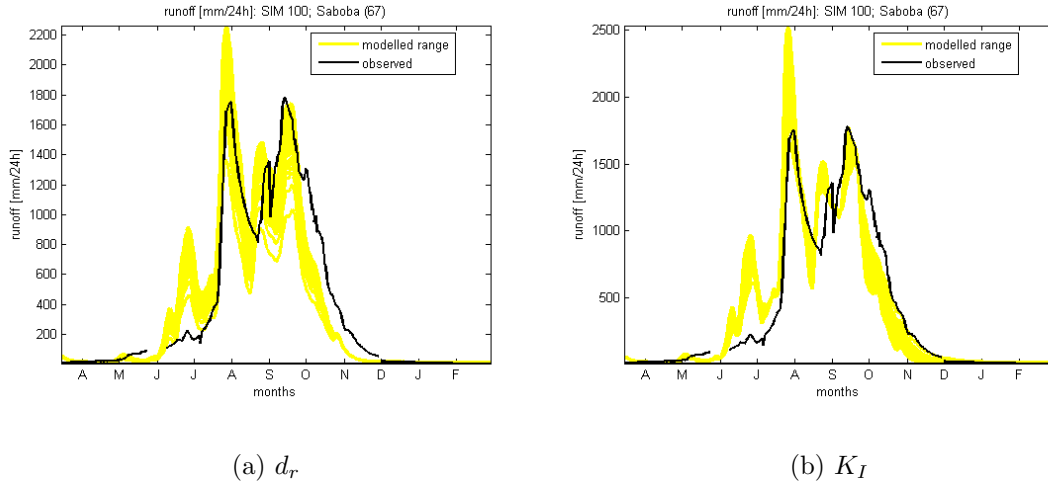 runoff [mm/24h]: SIM 100; Saboba (67)
modelled range
observed
runoff [mm/24h]
2200
2000
1800
1600
1400
1200
1000
800
600
400
200
A M J J A S O N D J F
months
(a) d_r
runoff [mm/24h]: SIM 100; Saboba (67)
modelled range
observed
runoff [mm/24h]
2500
2000
1500
1000
500
A M J J A S O N D J F
months
(b) K_I